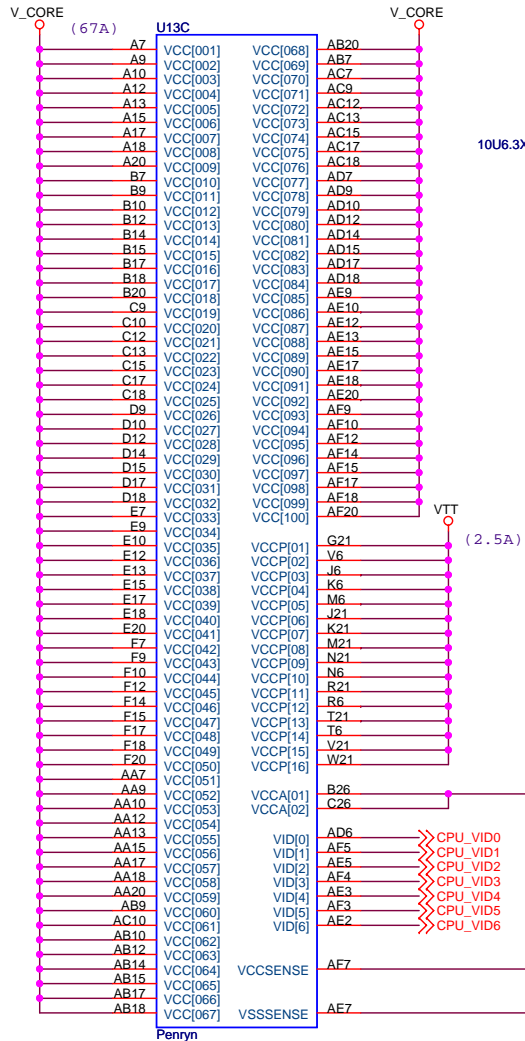 V_CORE V_CORE
(67A) U13C
A7 VCC[001] VCC[068] AB20
A9 VCC[002] VCC[069] AB7
A10 VCC[003] VCC[070] AC7
A12 VCC[004] VCC[071] AC9
A13 VCC[005] VCC[072] AC12
A15 VCC[006] VCC[073] AC13
A17 VCC[007] VCC[074] AC15
A18 VCC[008] VCC[075] AC17
10U6.3X
A20 VCC[009] VCC[076] AC18
B7 VCC[010] VCC[077] AD7
B9 VCC[011] VCC[078] AD9
B10 VCC[012] VCC[079] AD10
B12 VCC[013] VCC[080] AD12
B14 VCC[014] VCC[081] AD14
B15 VCC[015] VCC[082] AD15
B17 VCC[016] VCC[083] AD17
B18 VCC[017] VCC[084] AD18
B20 VCC[018] VCC[085] AE9
C9 VCC[019] VCC[086] AE10
C10 VCC[020] VCC[087] AE12
C12 VCC[021] VCC[088] AE13
C13 VCC[022] VCC[089] AE15
C15 VCC[023] VCC[090] AE17
C17 VCC[024] VCC[091] AE18
C18 VCC[025] VCC[092] AE20
D9 VCC[026] VCC[093] AF9
D10 VCC[027] VCC[094] AF10
D12 VCC[028] VCC[095] AF12
D14 VCC[029] VCC[096] AF14
D15 VCC[030] VCC[097] AF15
D17 VCC[031] VCC[098] AF17
D18 VCC[032] VCC[099] AF18
E7 VCC[033] VCC[100] AF20
VTT
E9 VCC[034]
(2.5A)
E10 VCC[035] VCCP[01] G21
E12 VCC[036] VCCP[02] V6
E13 VCC[037] VCCP[03] J6
E15 VCC[038] VCCP[04] K6
E17 VCC[039] VCCP[05] M6
E18 VCC[040] VCCP[06] J21
E20 VCC[041] VCCP[07] K21
F7 VCC[042] VCCP[08] M21
F9 VCC[043] VCCP[09] N21
F10 VCC[044] VCCP[10] N6
F12 VCC[045] VCCP[11] R21
F14 VCC[046] VCCP[12] R6
F15 VCC[047] VCCP[13] T21
F17 VCC[048] VCCP[14] T6
F18 VCC[049] VCCP[15] V21
F20 VCC[050] VCCP[16] W21
AA7 VCC[051]
AA9 VCC[052] VCCA[01] B26
AA10 VCC[053] VCCA[02] C26
AA12 VCC[054]
AA13 VCC[055] VID[0] AD6 CPU_VID0
AA15 VCC[056] VID[1] AF5 CPU_VID1
AA17 VCC[057] VID[2] AE5 CPU_VID2
AA18 VCC[058] VID[3] AF4 CPU_VID3
AA20 VCC[059] VID[4] AE3 CPU_VID4
AB9 VCC[060] VID[5] AF3 CPU_VID5
AC10 VCC[061] VID[6] AE2 CPU_VID6
AB10 VCC[062]
AB12 VCC[063]
AB14 VCC[064] VCCSENSE AF7
AB15 VCC[065]
AB17 VCC[066]
AB18 VCC[067] VSSSENSE AE7
Penryn